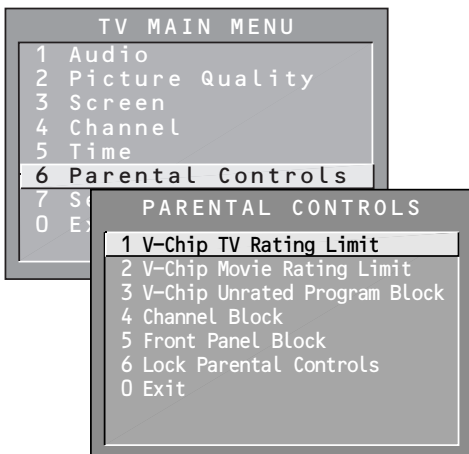 TV MAIN MENU
1 Audio
2 Picture Quality
3 Screen
4 Channel
5 Time
6 Parental Controls
7
0
PARENTAL CONTROLS
1 V-Chip TV Rating Limit
2 V-Chip Movie Rating Limit
3 V-Chip Unrated Program Block
4 Channel Block
5 Front Panel Block
6 Lock Parental Controls
0 Exit